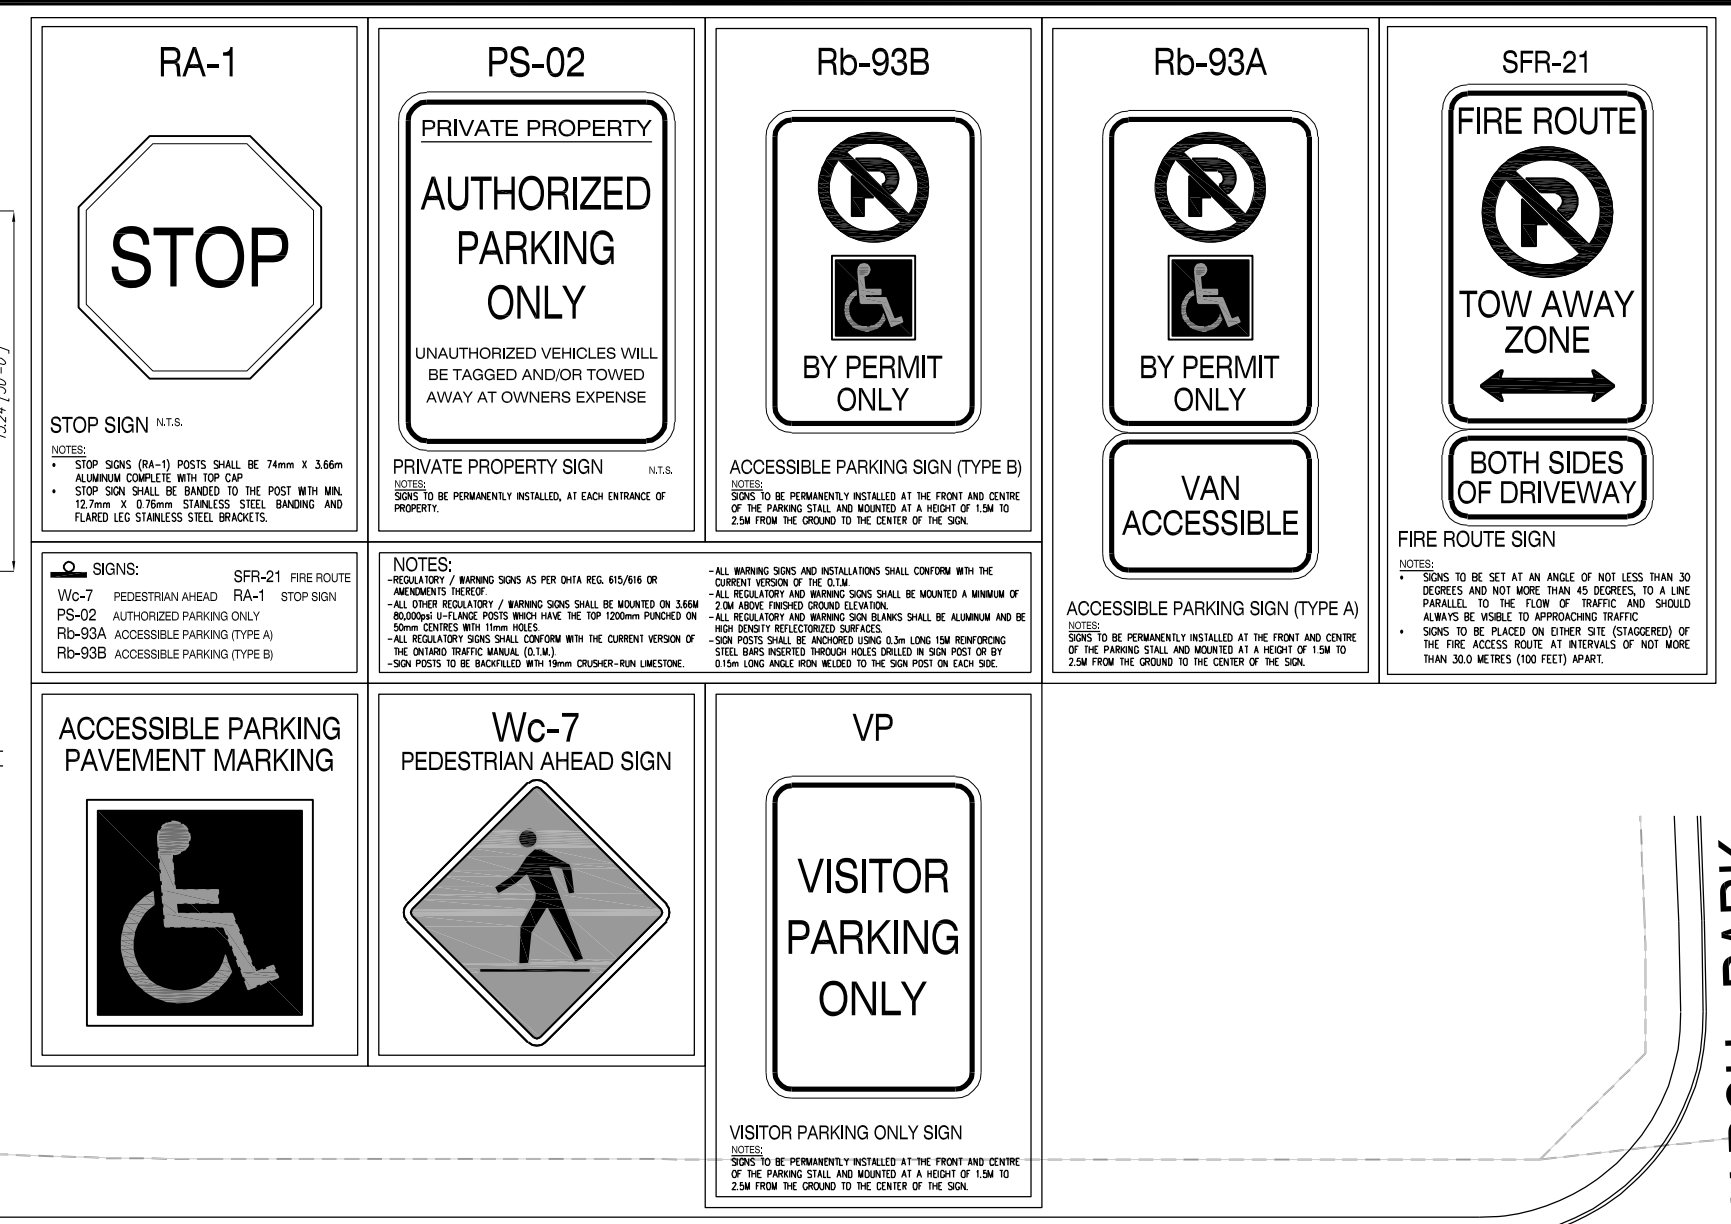 RA-1
STOP
STOP SIGN N.T.S.
NOTES:
• STOP SIGNS (RA-1) POSTS SHALL BE 74mm X 3.66m
ALUMINUM COMPLETE WITH TOP CAP
• STOP SIGN SHALL BE BANDED TO THE POST WITH MIN.
12.7mm X 0.76mm STAINLESS STEEL BANDING AND
FLARED LEG STAINLESS STEEL BRACKETS.
PS-02
PRIVATE PROPERTY
AUTHORIZED
PARKING
ONLY
UNAUTHORIZED VEHICLES WILL
BE TAGGED AND/OR TOWED
AWAY AT OWNERS EXPENSE
PRIVATE PROPERTY SIGN N.T.S.
NOTES:
SIGNS TO BE PERMANENTLY INSTALLED, AT EACH ENTRANCE OF
PROPERTY.
Rb-93B
P
BY PERMIT
ONLY
ACCESSIBLE PARKING SIGN (TYPE B)
NOTES:
SIGNS TO BE PERMANENTLY INSTALLED AT THE FRONT AND CENTRE
OF THE PARKING STALL AND MOUNTED AT A HEIGHT OF 1.5M TO
2.5M FROM THE GROUND TO THE CENTER OF THE SIGN.
Rb-93A
P
BY PERMIT
ONLY
VAN
ACCESSIBLE
ACCESSIBLE PARKING SIGN (TYPE A)
NOTES:
SIGNS TO BE PERMANENTLY INSTALLED AT THE FRONT AND CENTRE
OF THE PARKING STALL AND MOUNTED AT A HEIGHT OF 1.5M TO
2.5M FROM THE GROUND TO THE CENTER OF THE SIGN.
SFR-21
FIRE ROUTE
P
TOW AWAY
ZONE
BOTH SIDES
OF DRIVEWAY
FIRE ROUTE SIGN
NOTES:
• SIGNS TO BE SET AT AN ANGLE OF NOT LESS THAN 30
DEGREES AND NOT MORE THAN 45 DEGREES, TO A LINE
PARALLEL TO THE FLOW OF TRAFFIC AND SHOULD
ALWAYS BE VISIBLE TO APPROACHING TRAFFIC
• SIGNS TO BE PLACED ON EITHER SITE (STAGGERED) OF
THE FIRE ACCESS ROUTE AT INTERVALS OF NOT MORE
THAN 30.0 METRES (100 FEET) APART.
SIGNS:
SFR-21 FIRE ROUTE
Wc-7 PEDESTRIAN AHEAD RA-1 STOP SIGN
PS-02 AUTHORIZED PARKING ONLY
Rb-93A ACCESSIBLE PARKING (TYPE A)
Rb-93B ACCESSIBLE PARKING (TYPE B)
NOTES:
-REGULATORY / WARNING SIGNS AS PER OHTA REG. 615/616 OR
AMENDMENTS THEREOF.
-ALL OTHER REGULATORY / WARNING SIGNS SHALL BE MOUNTED ON 3.66M
80,000psi U-FLANGE POSTS WHICH HAVE THE TOP 1200mm PUNCHED ON
50mm CENTRES WITH 11mm HOLES.
-ALL REGULATORY SIGNS SHALL CONFORM WITH THE CURRENT VERSION OF
THE ONTARIO TRAFFIC MANUAL (O.T.M.).
-SIGN POSTS TO BE BACKFILLED WITH 19mm CRUSHER-RUN LIMESTONE.
-ALL WARNING SIGNS AND INSTALLATIONS SHALL CONFORM WITH THE
CURRENT VERSION OF THE O.T.M.
-ALL REGULATORY AND WARNING SIGNS SHALL BE MOUNTED A MINIMUM OF
2.0M ABOVE FINISHED GROUND ELEVATION.
-ALL REGULATORY AND WARNING SIGN BLANKS SHALL BE ALUMINUM AND BE
HIGH DENSITY REFLECTORIZED SURFACES.
-SIGN POSTS SHALL BE ANCHORED USING 0.3m LONG 15M REINFORCING
STEEL BARS INSERTED THROUGH HOLES DRILLED IN SIGN POST OR BY
0.15m LONG ANGLE IRON WELDED TO THE SIGN POST ON EACH SIDE.
ACCESSIBLE PARKING
PAVEMENT MARKING
Wc-7
PEDESTRIAN AHEAD SIGN
VP
VISITOR
PARKING
ONLY
VISITOR PARKING ONLY SIGN
NOTES:
SIGNS TO BE PERMANENTLY INSTALLED AT THE FRONT AND CENTRE
OF THE PARKING STALL AND MOUNTED AT A HEIGHT OF 1.5M TO
2.5M FROM THE GROUND TO THE CENTER OF THE SIGN.